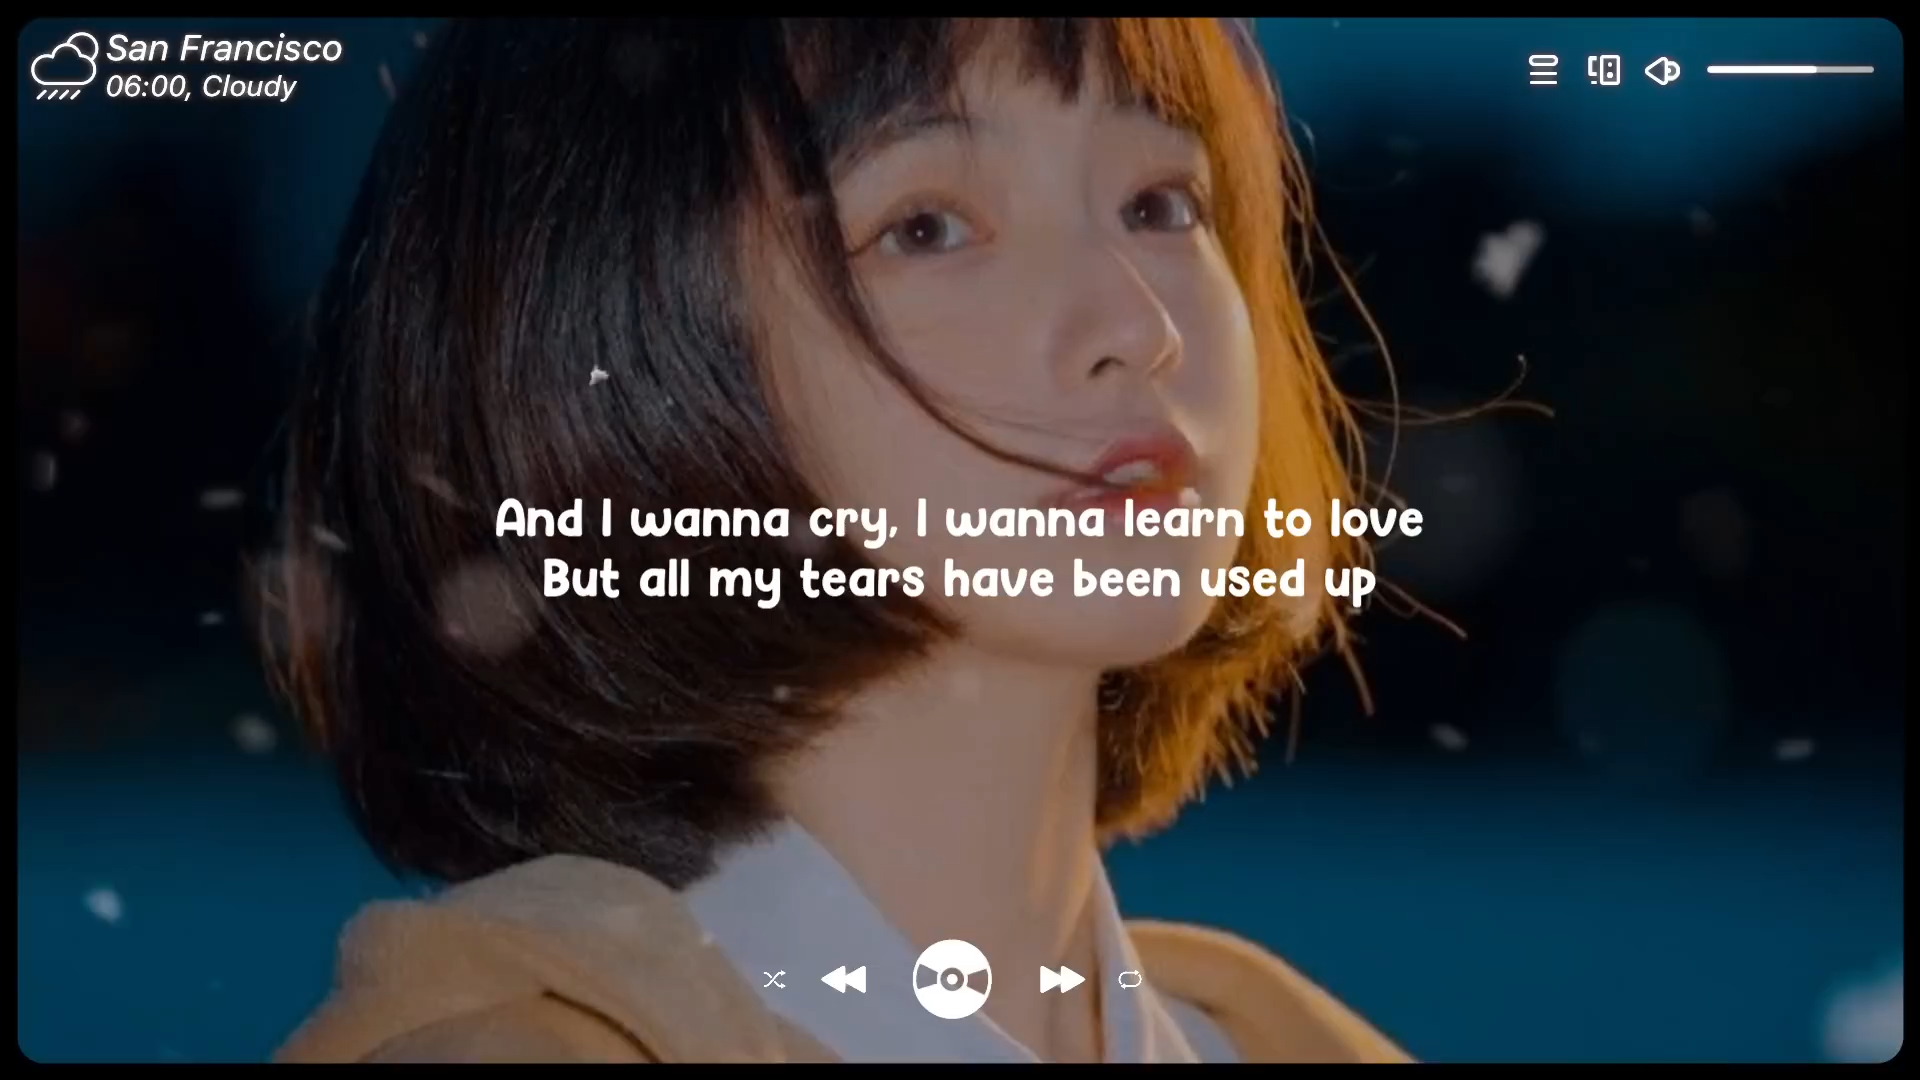 San Francisco
06:00, Cloudy
And I wanna cry, I wanna learn to love
But all my tears have been used up